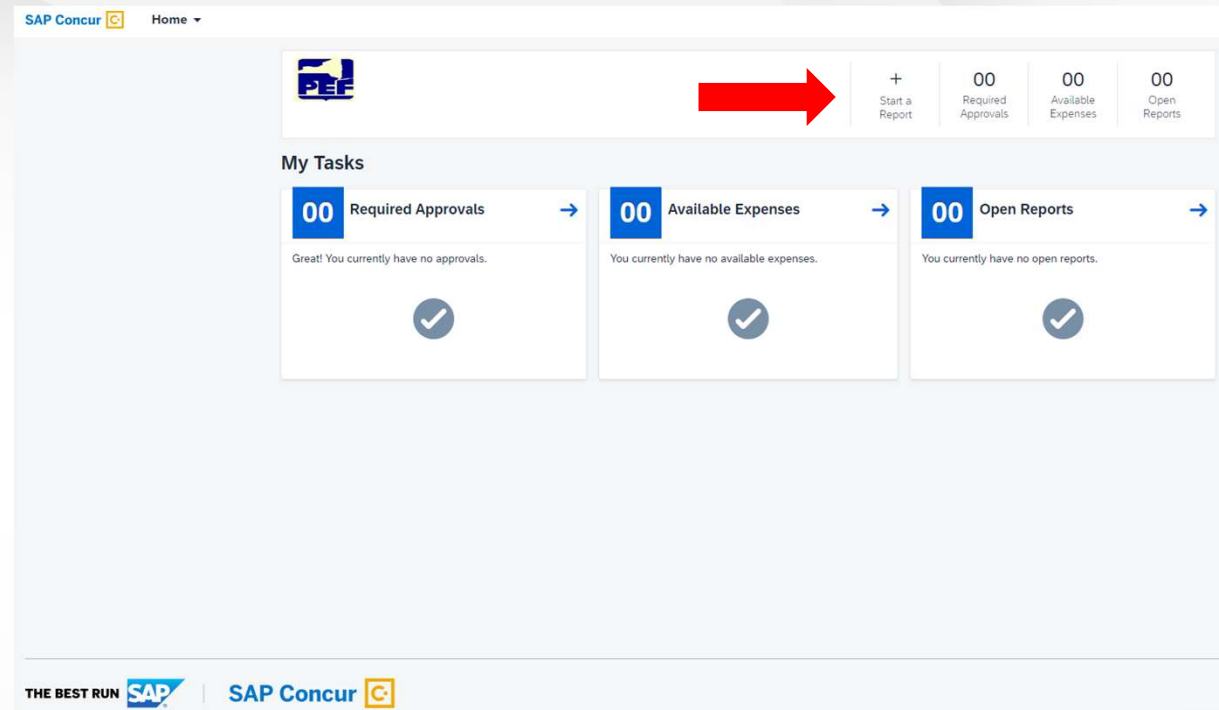 SAP Concur C
Home
PEF
+
Start a
Report
00
Required
Approvals
00
Available
Expenses
00
Open
Reports
My Tasks
00 Required Approvals
Great! You currently have no approvals.
00 Available Expenses
You currently have no available expenses.
00 Open Reports
You currently have no open reports.
THE BEST RUN SAP
SAP Concur C